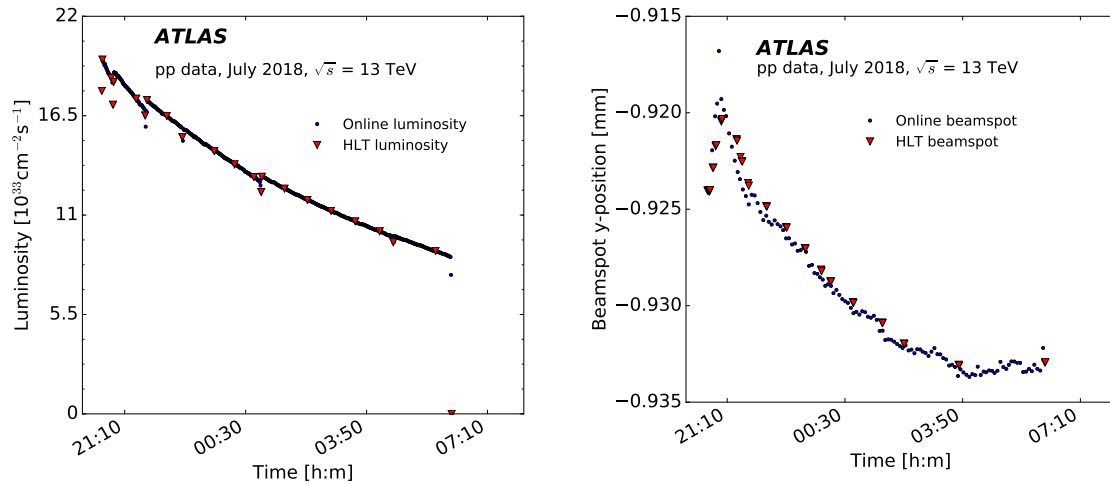 22
16.5
11
5.5
0
Luminosity [10³³cm⁻²s⁻¹]
ATLAS
pp data, July 2018, √s = 13 TeV
Online luminosity
HLT luminosity
21:10
00:30
03:50
07:10
Time [h:m]
−0.915
−0.920
−0.925
−0.930
−0.935
Beamspot y-position [mm]
ATLAS
pp data, July 2018, √s = 13 TeV
Online beamspot
HLT beamspot
21:10
00:30
03:50
07:10
Time [h:m]